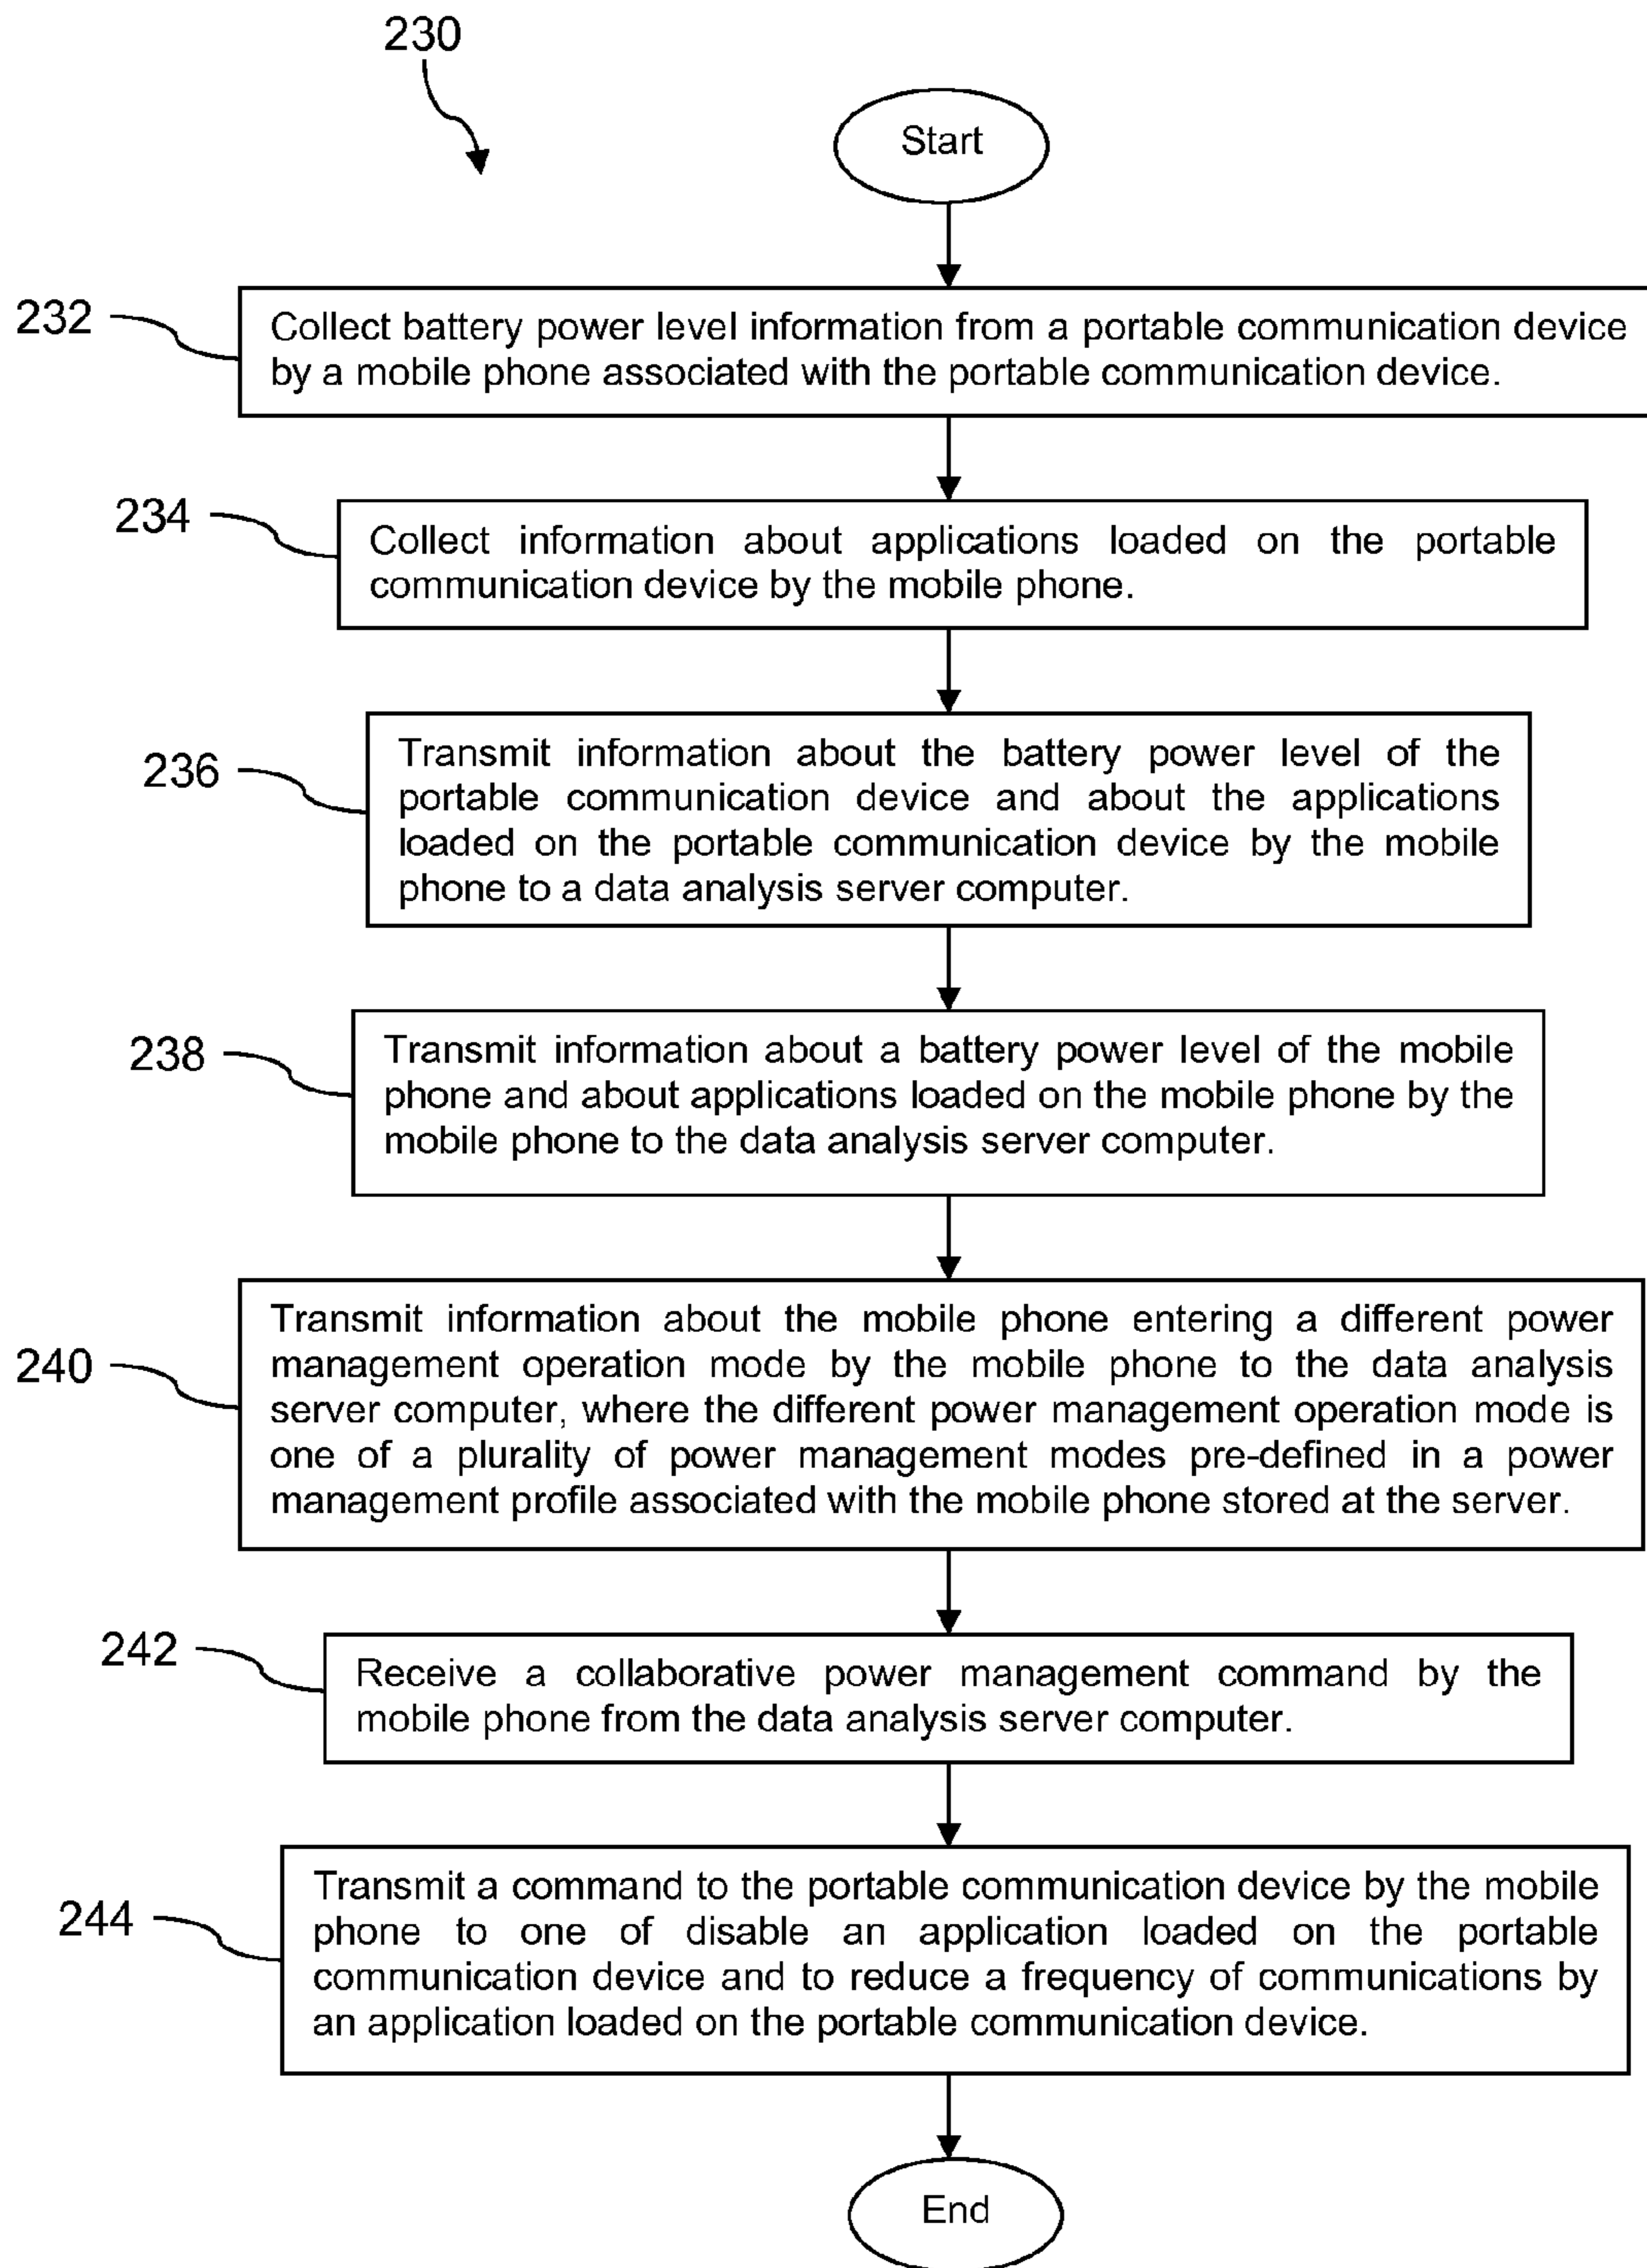 230
Start
232
Collect battery power level information from a portable communication device
by a mobile phone associated with the portable communication device.
234
Collect information about applications loaded on the portable
communication device by the mobile phone.
236
Transmit information about the battery power level of the
portable communication device and about the applications
loaded on the portable communication device by the mobile
phone to a data analysis server computer.
238
Transmit information about a battery power level of the mobile
phone and about applications loaded on the mobile phone by the
mobile phone to the data analysis server computer.
240
Transmit information about the mobile phone entering a different power
management operation mode by the mobile phone to the data analysis
server computer, where the different power management operation mode is
one of a plurality of power management modes pre-defined in a power
management profile associated with the mobile phone stored at the server.
242
Receive a collaborative power management command by the
mobile phone from the data analysis server computer.
244
Transmit a command to the portable communication device by the mobile
phone to one of disable an application loaded on the portable
communication device and to reduce a frequency of communications by
an application loaded on the portable communication device.
End